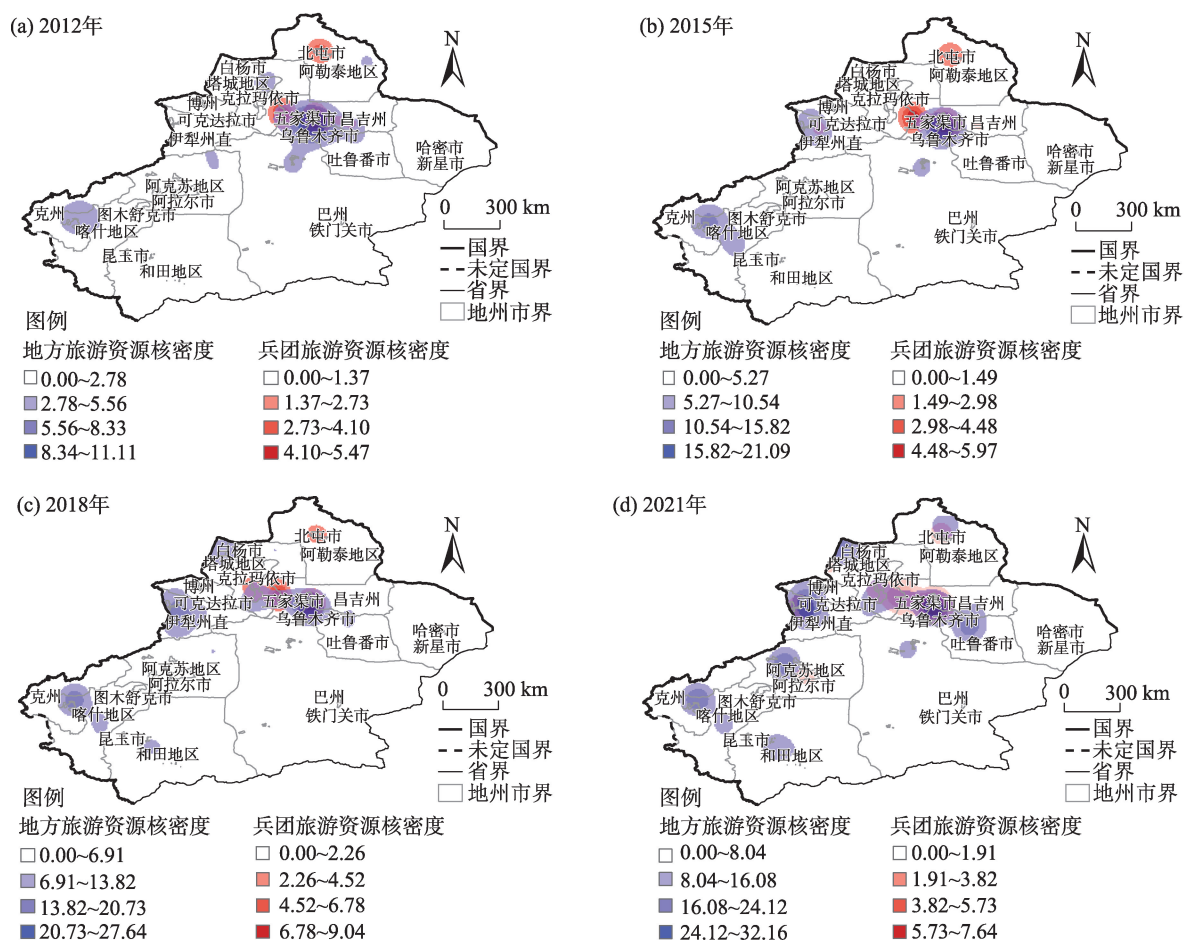 (a) 2012年
N
北屯市
阿勒泰地区
白杨市
塔城地区
克拉玛依市
博州
可克达拉市
伊犁州直
五家渠市
昌吉州
乌鲁木齐市
吐鲁番市
哈密市
新星市
阿克苏地区
阿拉尔市
克州
图木舒克市
喀什地区
巴州
铁门关市
昆玉市
和田地区
0 300 km
国界
未定国界
省界
地州市界
图例
地方旅游资源核密度
0.00~2.78
2.78~5.56
5.56~8.33
8.34~11.11
兵团旅游资源核密度
0.00~1.37
1.37~2.73
2.73~4.10
4.10~5.47
(b) 2015年
N
北屯市
阿勒泰地区
白杨市
塔城地区
克拉玛依市
博州
可克达拉市
伊犁州直
五家渠市
昌吉州
乌鲁木齐市
吐鲁番市
哈密市
新星市
阿克苏地区
阿拉尔市
克州
图木舒克市
喀什地区
巴州
铁门关市
昆玉市
和田地区
0 300 km
国界
未定国界
省界
地州市界
图例
地方旅游资源核密度
0.00~5.27
5.27~10.54
10.54~15.82
15.82~21.09
兵团旅游资源核密度
0.00~1.49
1.49~2.98
2.98~4.48
4.48~5.97
(c) 2018年
N
北屯市
阿勒泰地区
白杨市
塔城地区
克拉玛依市
博州
可克达拉市
伊犁州直
五家渠市
昌吉州
乌鲁木齐市
吐鲁番市
哈密市
新星市
阿克苏地区
阿拉尔市
克州
图木舒克市
喀什地区
巴州
铁门关市
昆玉市
和田地区
0 300 km
国界
未定国界
省界
地州市界
图例
地方旅游资源核密度
0.00~6.91
6.91~13.82
13.82~20.73
20.73~27.64
兵团旅游资源核密度
0.00~2.26
2.26~4.52
4.52~6.78
6.78~9.04
(d) 2021年
N
北屯市
阿勒泰地区
白杨市
塔城地区
克拉玛依市
博州
可克达拉市
伊犁州直
五家渠市
昌吉州
乌鲁木齐市
吐鲁番市
哈密市
新星市
阿克苏地区
阿拉尔市
克州
图木舒克市
喀什地区
巴州
铁门关市
昆玉市
和田地区
0 300 km
国界
未定国界
省界
地州市界
图例
地方旅游资源核密度
0.00~8.04
8.04~16.08
16.08~24.12
24.12~32.16
兵团旅游资源核密度
0.00~1.91
1.91~3.82
3.82~5.73
5.73~7.64